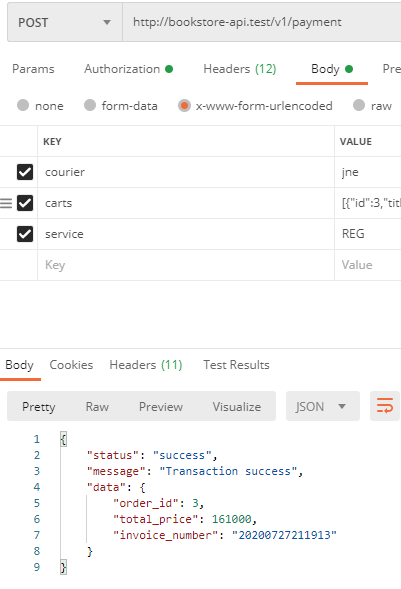 POST http://bookstore-api.test/v1/payment
Params Authorization Headers (12) Body Pre
none form-data x-www-form-urlencoded raw
KEY VALUE
courier jne
carts [{"id":3,"titl
service REG
Key Value
Body Cookies Headers (11) Test Results
Pretty Raw Preview Visualize JSON
1 {
2 "status": "success",
3 "message": "Transaction success",
4 "data": {
5 "order_id": 3,
6 "total_price": 161000,
7 "invoice_number": "20200727211913"
8 }
9 }